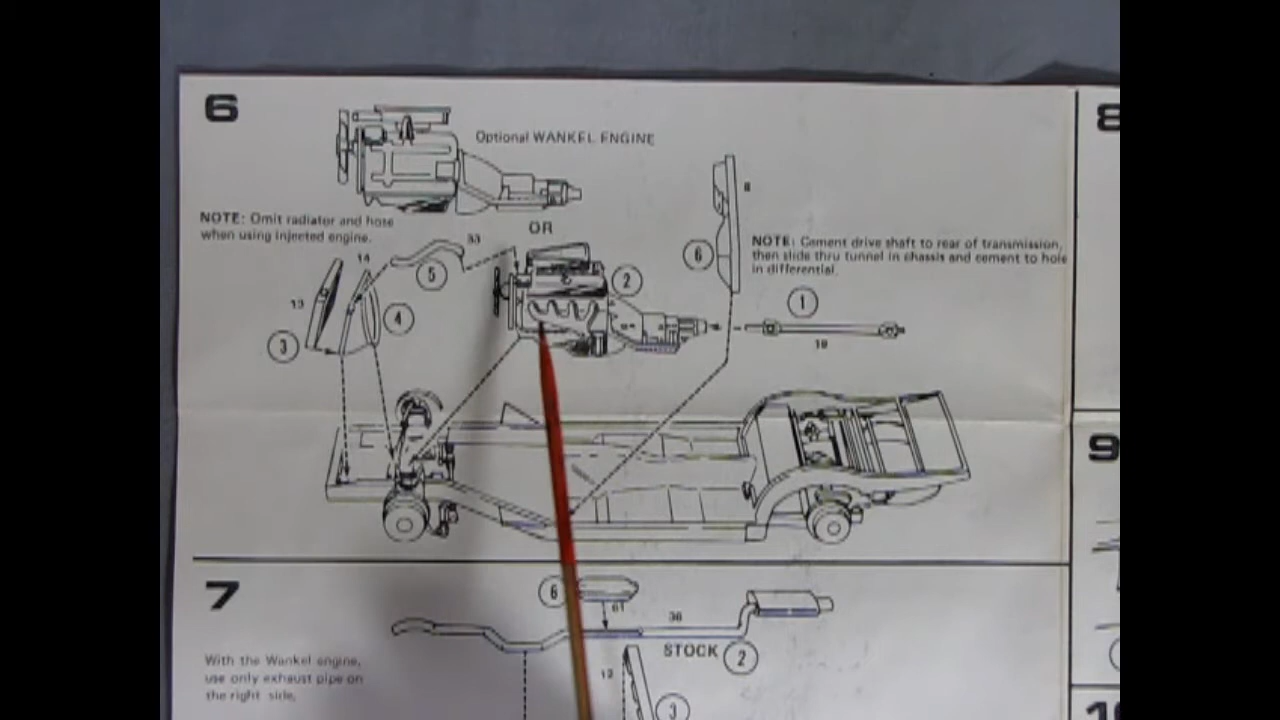 6
Optional WANKEL ENGINE
8
NOTE: Omit radiator and hose
when using injected engine.
OR
33
14
5
2
6
NOTE: Cement drive shaft to rear of transmission,
then slide thru tunnel in chassis and cement to hole
in differential.
13
4
3
1
19
8
9
7
6
61
36
STOCK
2
With the Wankel engine,
use only exhaust pipe on
the right side.
12
3
10